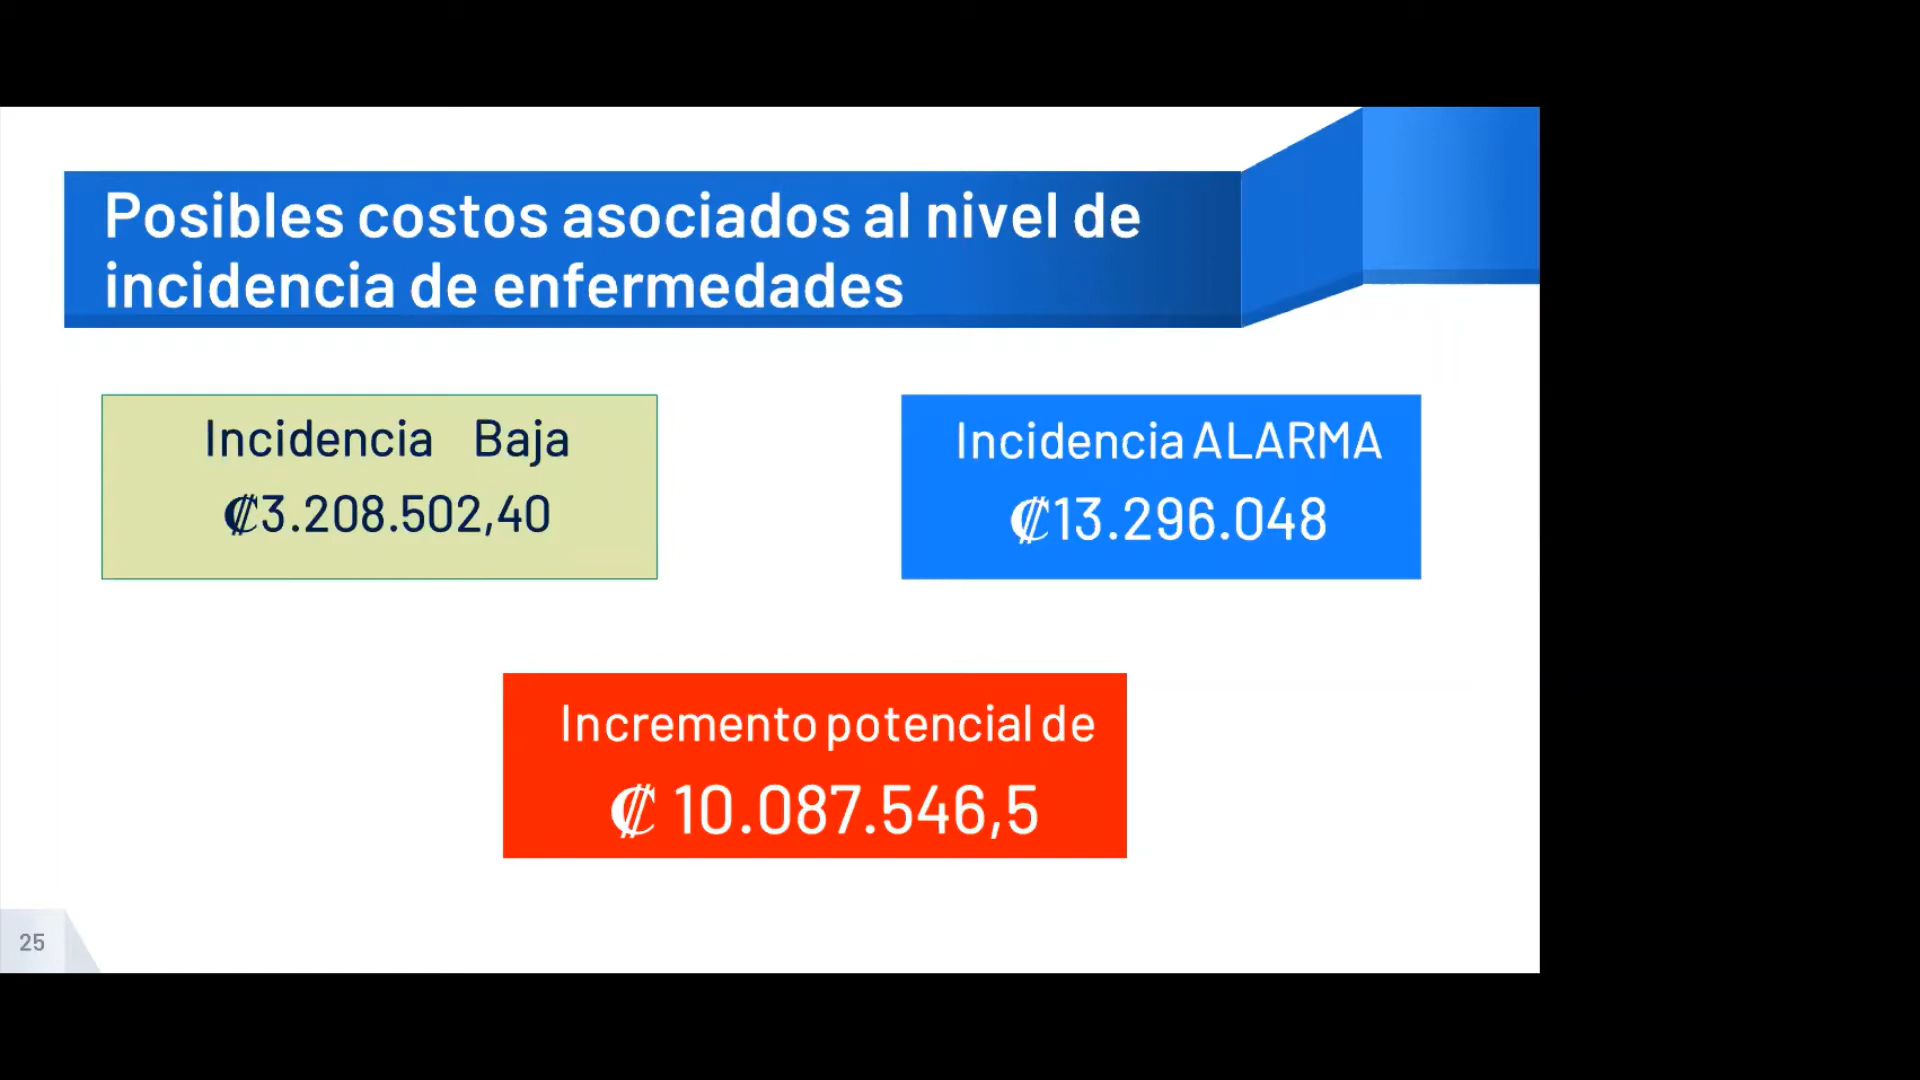 Posibles costos asociados al nivel de
incidencia de enfermedades
Incidencia Baja
₡3.208.502,40
Incidencia ALARMA
₡13.296.048
Incremento potencial de
₡ 10.087.546,5
25